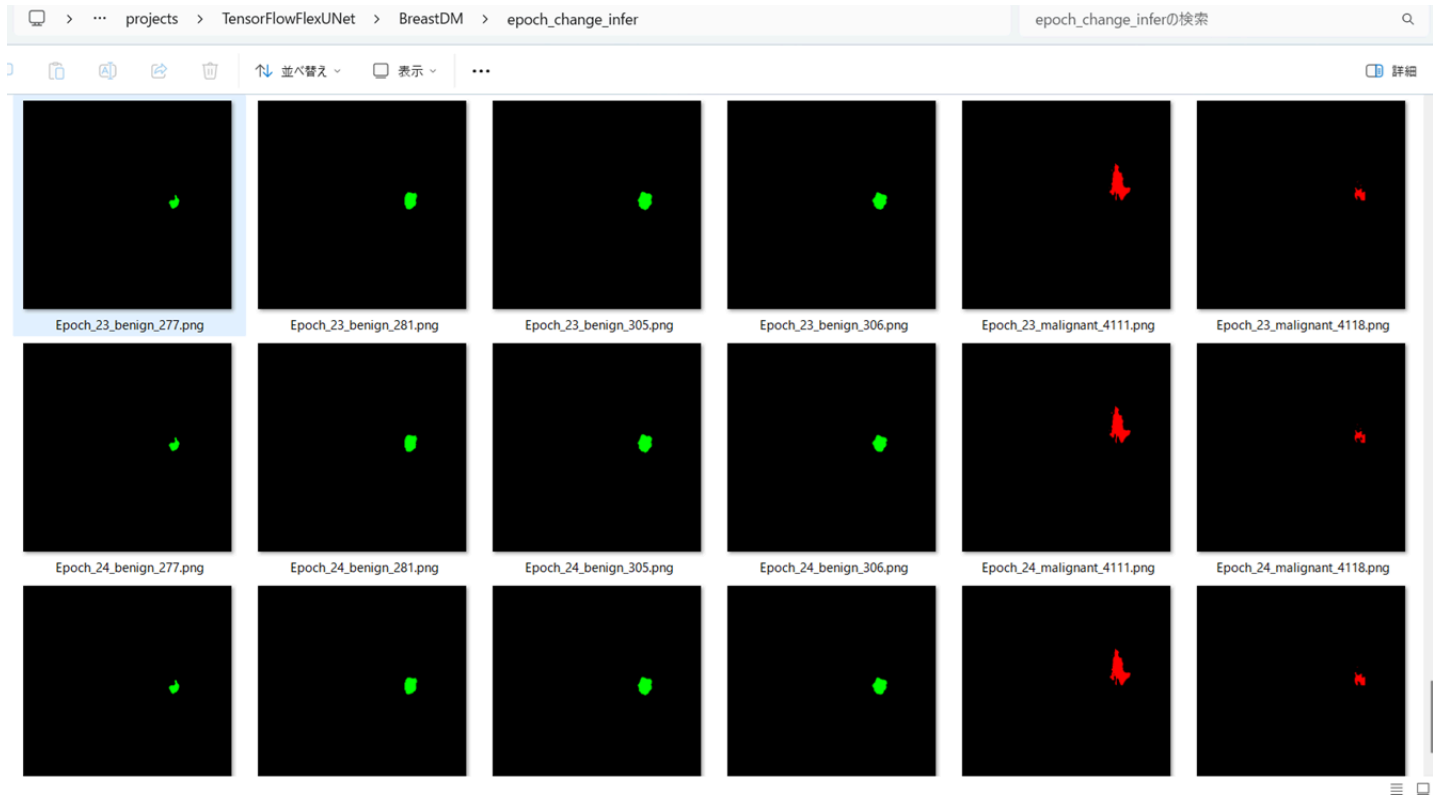 > ··· projects > TensorFlowFlexUNet > BreastDM > epoch_change_infer
epoch_change_inferの検索
並べ替え 表示 ··· 詳細
Epoch_23_benign_277.png Epoch_23_benign_281.png Epoch_23_benign_305.png Epoch_23_benign_306.png Epoch_23_malignant_4111.png Epoch_23_malignant_4118.png
Epoch_24_benign_277.png Epoch_24_benign_281.png Epoch_24_benign_305.png Epoch_24_benign_306.png Epoch_24_malignant_4111.png Epoch_24_malignant_4118.png